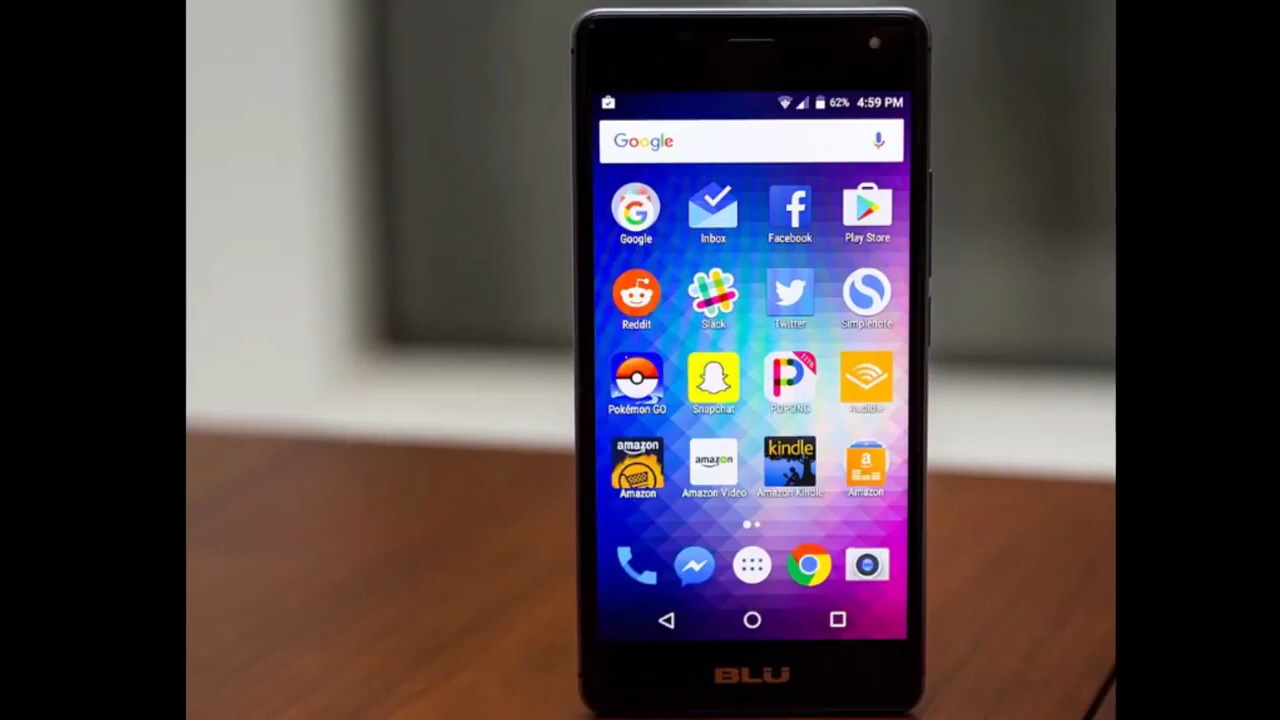 62% 4:59 PM
Google
Google Inbox Facebook Play Store
Reddit Slack Twitter Simplenote
Pokémon GO Snapchat POPSING Audible
amazon amazon kindle
Amazon Amazon Video Amazon Kindle Amazon
BLU